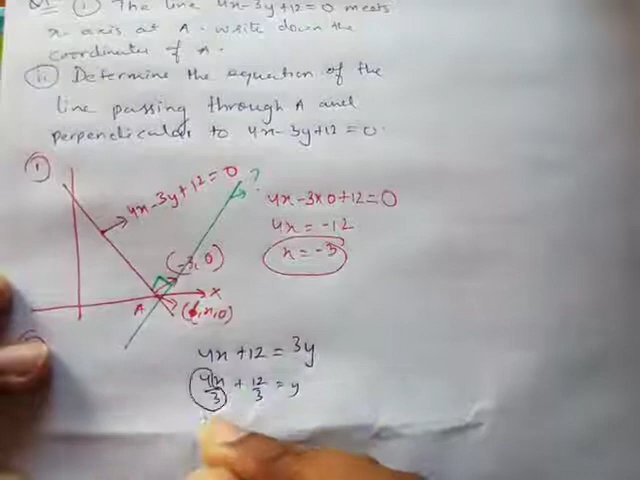 Q1 (i) The line 4x-3y+12=0 meets
x-axis at A. write down the
coordinates of A.
(ii) Determine the equation of the
line passing through A and
perpendicular to 4x-3y+12=0.
(1)
4x-3y+12=0
?
4x-3x0+12=0
4x=-12
x=-3
(-3,0)
x
A
(x,0)
4x+12=3y
4x/3 + 12/3 = y